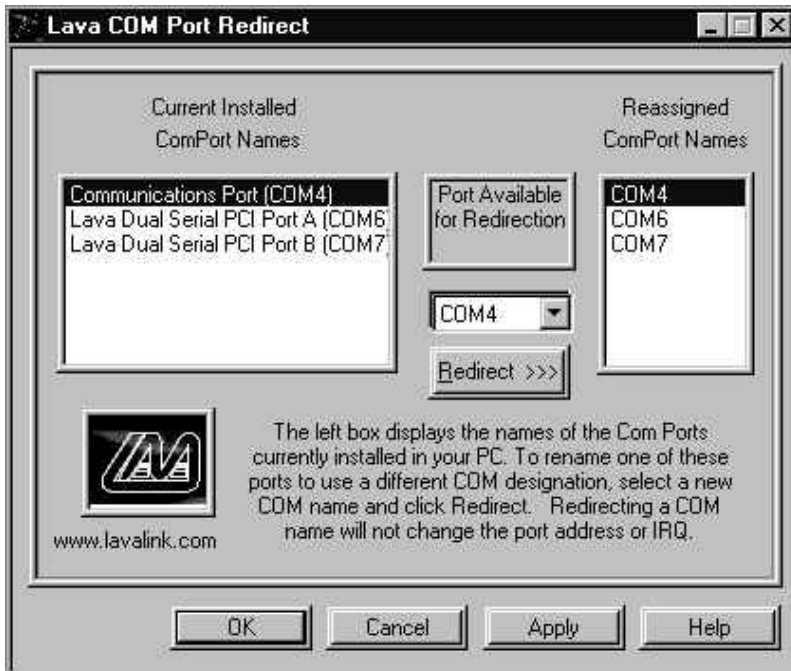 Lava COM Port Redirect
Current Installed
ComPort Names
Reassigned
ComPort Names
Communications Port (COM4)
Lava Dual Serial PCI Port A (COM6
Lava Dual Serial PCI Port B (COM7
Port Available
for Redirection
COM4
Redirect >>>
COM4
COM6
COM7
www.lavalink.com
The left box displays the names of the Com Ports
currently installed in your PC. To rename one of these
ports to use a different COM designation, select a new
COM name and click Redirect. Redirecting a COM
name will not change the port address or IRQ.
OK
Cancel
Apply
Help